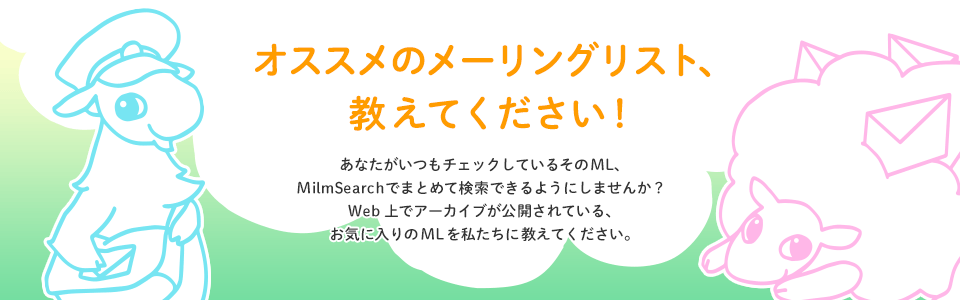 オススメのメーリングリスト、
教えてください！
あなたがいつもチェックしているそのML、
MilmSearchでまとめて検索できるようにしませんか？
Web 上でアーカイブが公開されている、
お気に入りのMLを私たちに教えてください。